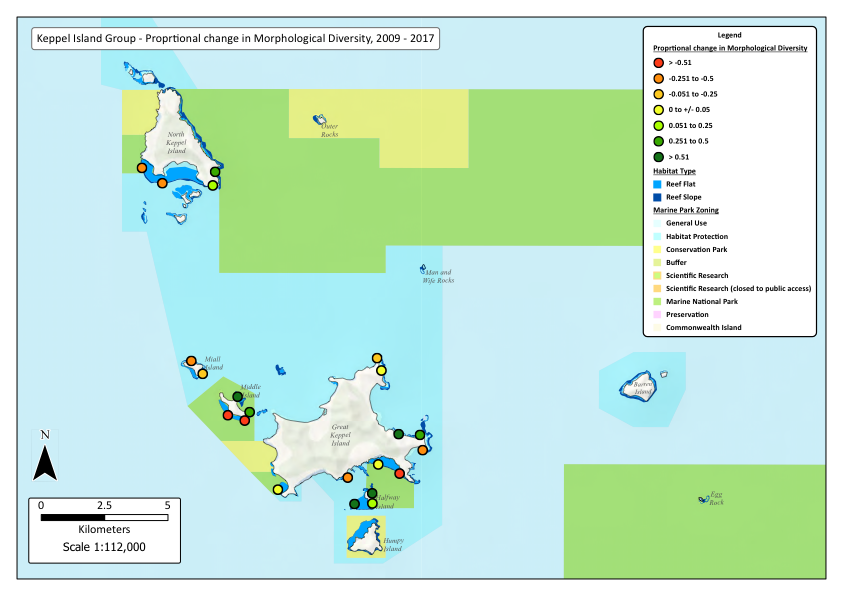 Keppel Island Group - Proprtional change in Morphological Diversity, 2009 - 2017
Legend
Proprtional change in Morphological Diversity
> -0.51
-0.251 to -0.5
-0.051 to -0.25
0 to +/- 0.05
0.051 to 0.25
0.251 to 0.5
> 0.51
Habitat Type
Reef Flat
Reef Slope
Marine Park Zoning
General Use
Habitat Protection
Conservation Park
Buffer
Scientific Research
Scientific Research (closed to public access)
Marine National Park
Preservation
Commonwealth Island
Outer
Rocks
North
Keppel
Island
Man and
Wife Rocks
Miall
Island
Middle
Island
Barren
Island
Great
Keppel
Island
Halfway
Island
Egg
Rock
Humpy
Island
N
0 2.5 5
Kilometers
Scale 1:112,000